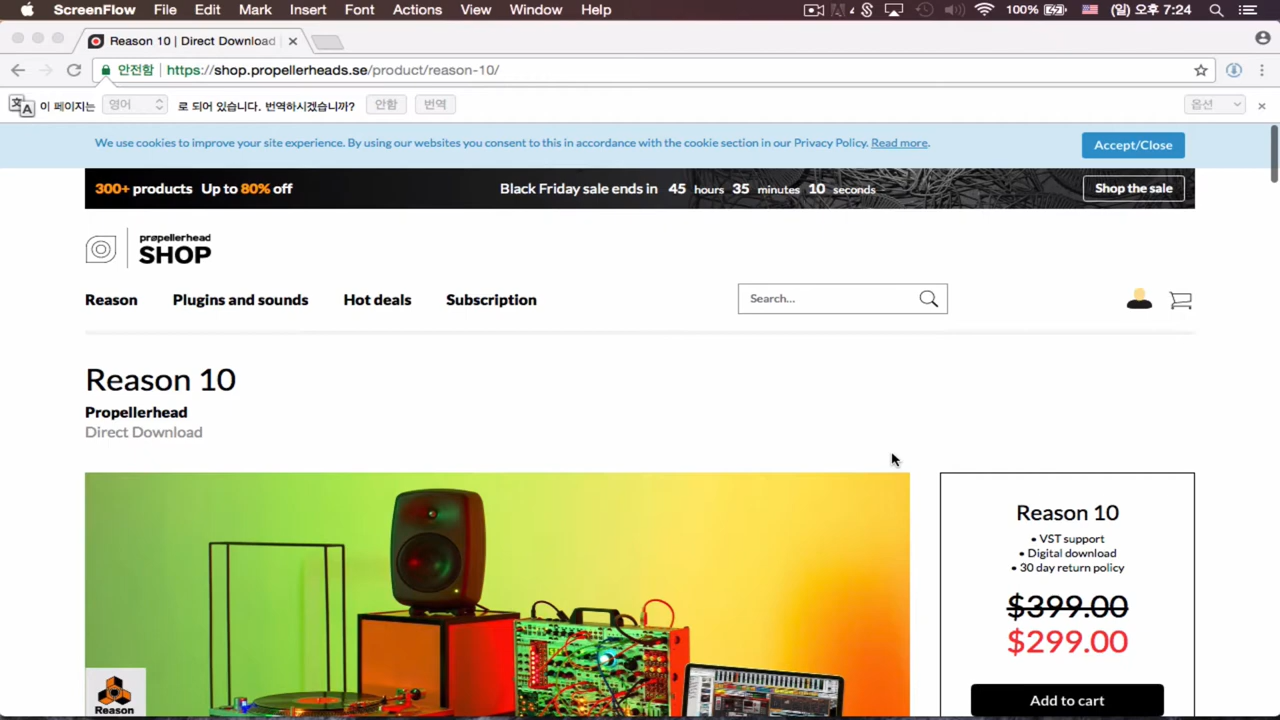 ScreenFlow File Edit Mark Insert Font Actions View Window Help 100% (일) 오후 7:24
Reason 10 | Direct Download
안전함 https://shop.propellerheads.se/product/reason-10/
이 페이지는 영어 로 되어 있습니다. 번역하시겠습니까? 안함 번역 옵션
We use cookies to improve your site experience. By using our websites you consent to this in accordance with the cookie section in our Privacy Policy. Read more. Accept/Close
300+ products Up to 80% off Black Friday sale ends in 45 hours 35 minutes 10 seconds Shop the sale
prøpellerhead
SHOP
Reason Plugins and sounds Hot deals Subscription Search...
Reason 10
Propellerhead
Direct Download
Reason 10
• VST support
• Digital download
• 30 day return policy
$399.00
$299.00
Add to cart
Reason